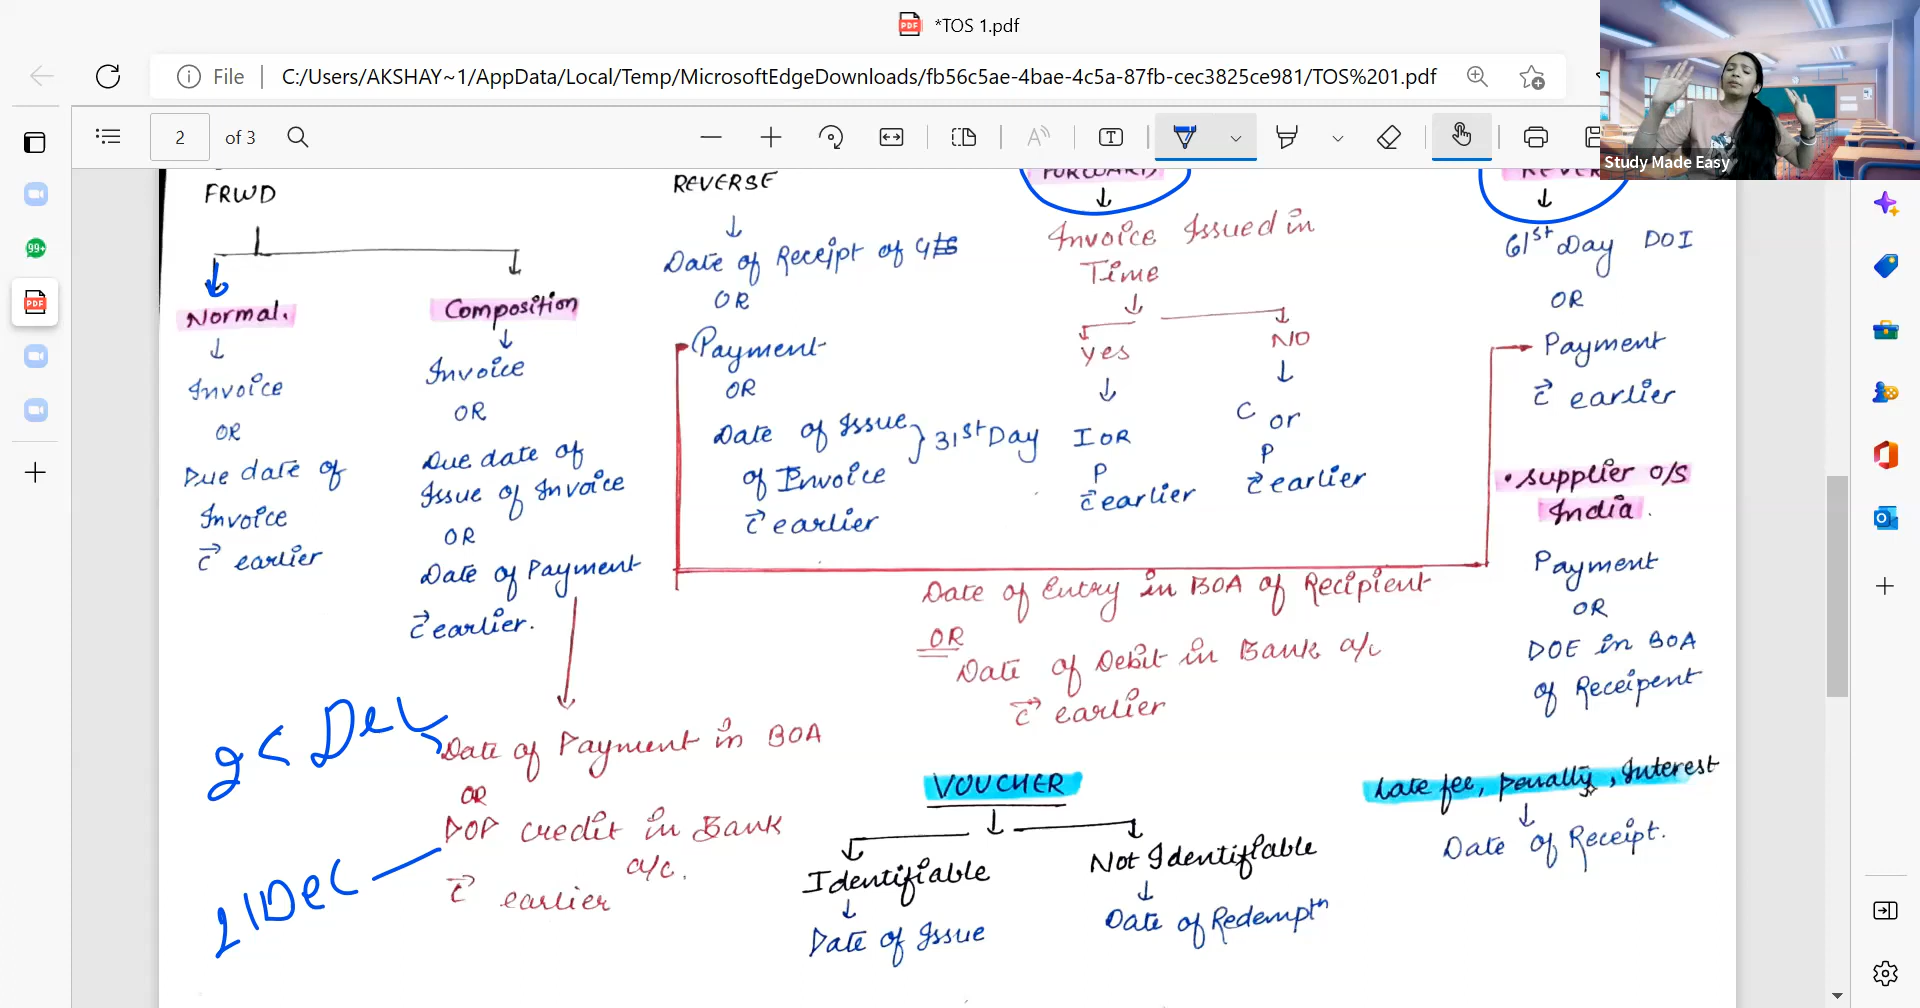 *TOS 1.pdf
File
C:/Users/AKSHAY~1/AppData/Local/Temp/MicrosoftEdgeDownloads/fb56c5ae-4bae-4c5a-87fb-cec3825ce981/TOS%201.pdf
2 of 3
Study Made Easy
99+
PDF
FRWD
Normal.
↓
Invoice
OR
Due date of
Invoice
c⃗ earlier
Composition
↓
Invoice
OR
Due date of
Issue of Invoice
OR
Date of Payment
c⃗ earlier.
Date of Payment in BOA
OR
DOP credit in Bank
a/c.
c⃗ earlier
Dec
21 Dec
REVERSE
↓
Date of Receipt of
OR
Payment
OR
Date of Issue
of Invoice } 31st Day
c⃗ earlier
FORWARD
↓
Invoice Issued in
Time
↓
Yes
↓
I OR
P
c⃗ earlier
NO
↓
C or
P
c⃗ earlier
Date of Entry in BOA of Recipient
OR
Date of Debit in Bank a/c
c⃗ earlier
REVER
↓
61st Day DOI
OR
Payment
c⃗ earlier
• Supplier o/s
India.
Payment
OR
DOE in BOA
of Receipent
VOUCHER
↓
Identifiable
↓
Date of Issue
Not Identifiable
↓
Date of Redemptn
Late fee, penally, Interest
↓
Date of Receipt.